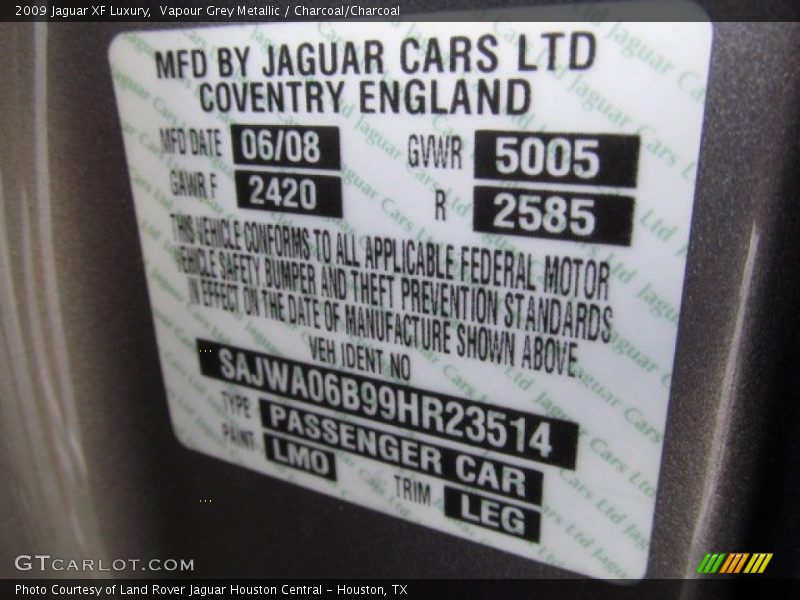 2009 Jaguar XF Luxury,  Vapour Grey Metallic / Charcoal/Charcoal
MFD BY JAGUAR CARS LTD
COVENTRY ENGLAND
MFD DATE 06/08 GVWR 5005
GAWR F 2420 R 2585
THIS VEHICLE CONFORMS TO ALL APPLICABLE FEDERAL MOTOR
VEHICLE SAFETY BUMPER AND THEFT PREVENTION STANDARDS
IN EFFECT ON THE DATE OF MANUFACTURE SHOWN ABOVE
VEH IDENT NO
SAJWA06B99HR23514
TYPE PASSENGER CAR
PAINT LMO TRIM LEG
GTCARLOT.COM
Photo Courtesy of Land Rover Jaguar Houston Central - Houston, TX